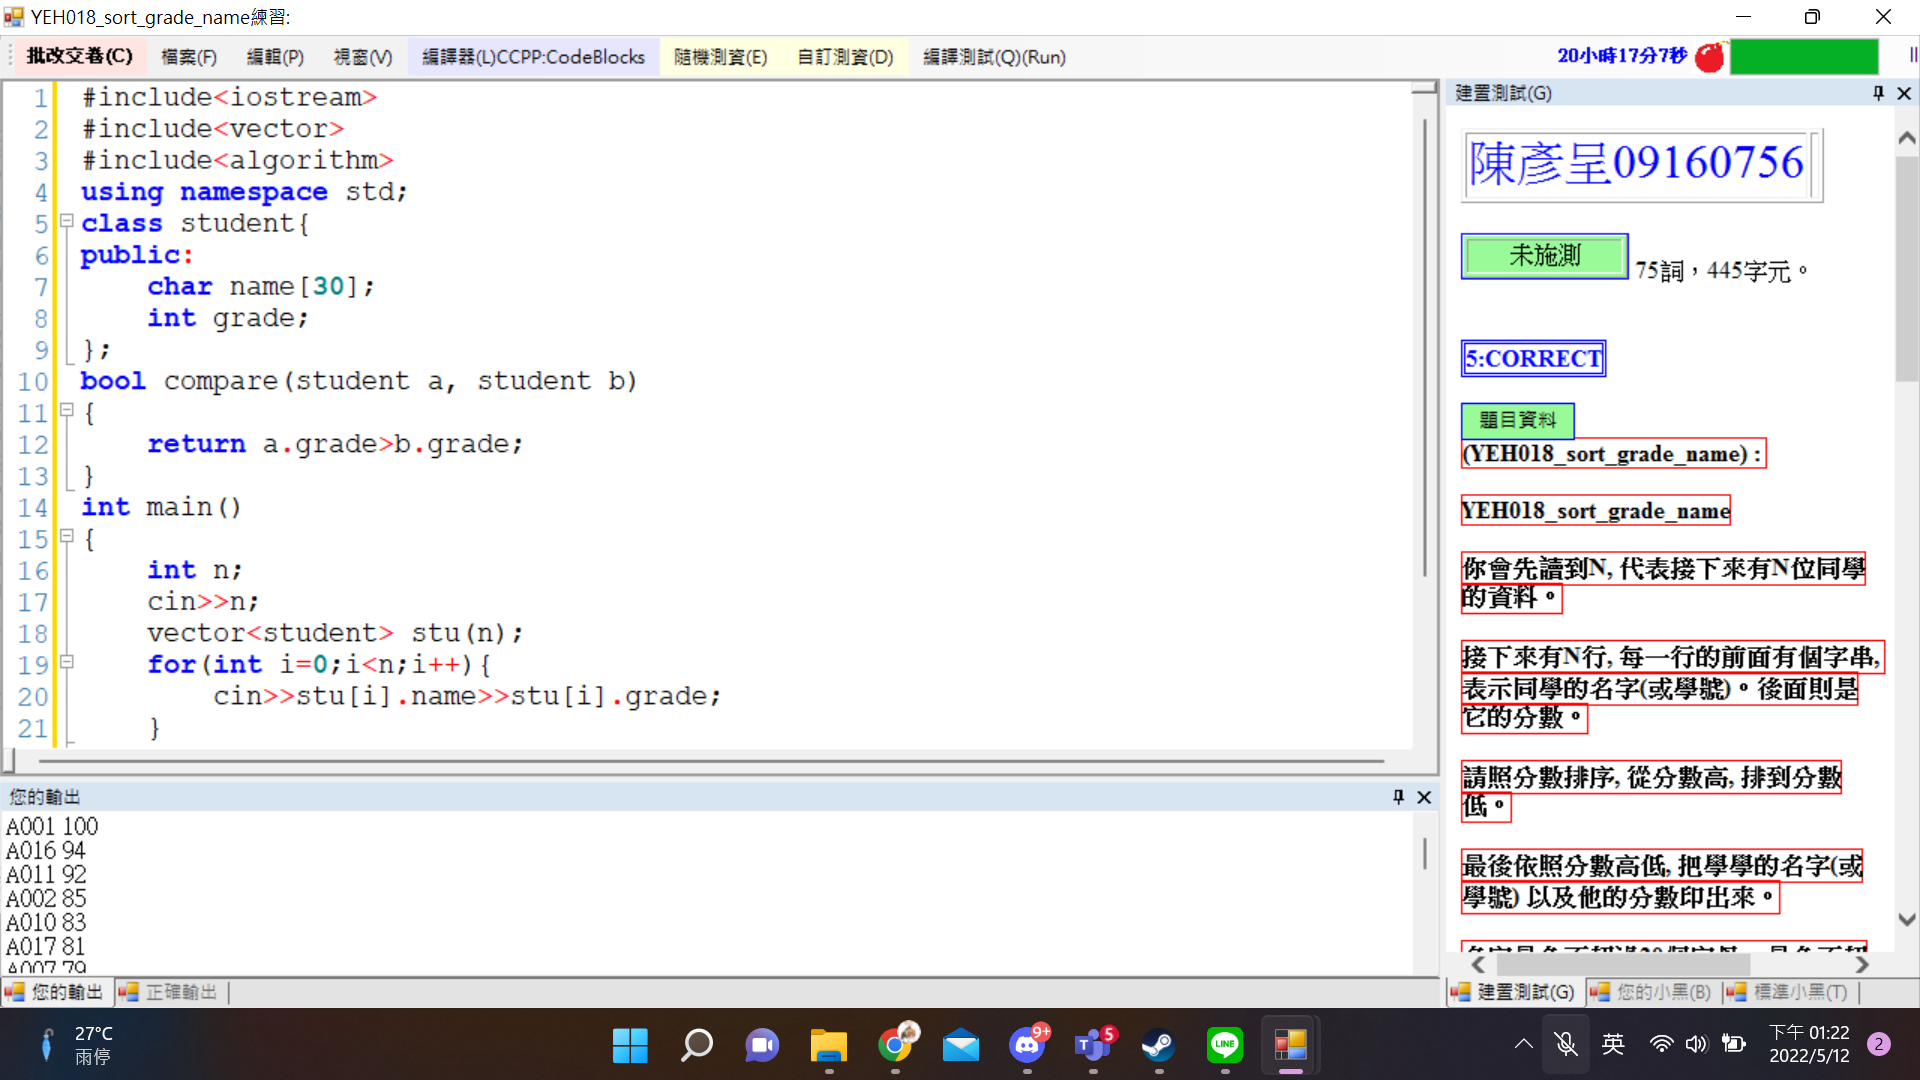 YEH018_sort_grade_name練習:
批改交卷(C) 檔案(F) 編輯(P) 視窗(V) 編譯器(L)CCPP:CodeBlocks 隨機測資(E) 自訂測資(D) 編譯測試(Q)(Run) 20小時17分7秒
1 #include<iostream>
2 #include<vector>
3 #include<algorithm>
4 using namespace std;
5 class student{
6 public:
7     char name[30];
8     int grade;
9 };
10 bool compare(student a, student b)
11 {
12     return a.grade>b.grade;
13 }
14 int main()
15 {
16     int n;
17     cin>>n;
18     vector<student> stu(n);
19     for(int i=0;i<n;i++){
20         cin>>stu[i].name>>stu[i].grade;
21     }
您的輸出
A001 100
A016 94
A011 92
A002 85
A010 83
A017 81
A007 79
您的輸出 正確輸出
建置測試(G)
陳彥呈09160756
未施測 75詞，445字元。
5:CORRECT
題目資料
(YEH018_sort_grade_name) :
YEH018_sort_grade_name
你會先讀到N, 代表接下來有N位同學
的資料。
接下來有N行, 每一行的前面有個字串,
表示同學的名字(或學號)。後面則是
它的分數。
請照分數排序, 從分數高, 排到分數
低。
最後依照分數高低, 把學學的名字(或
學號) 以及他的分數印出來。
建置測試(G) 您的小黑(B) 標準小黑(T)
27°C
雨停
9+
5
LINE
英
下午 01:22
2022/5/12
2